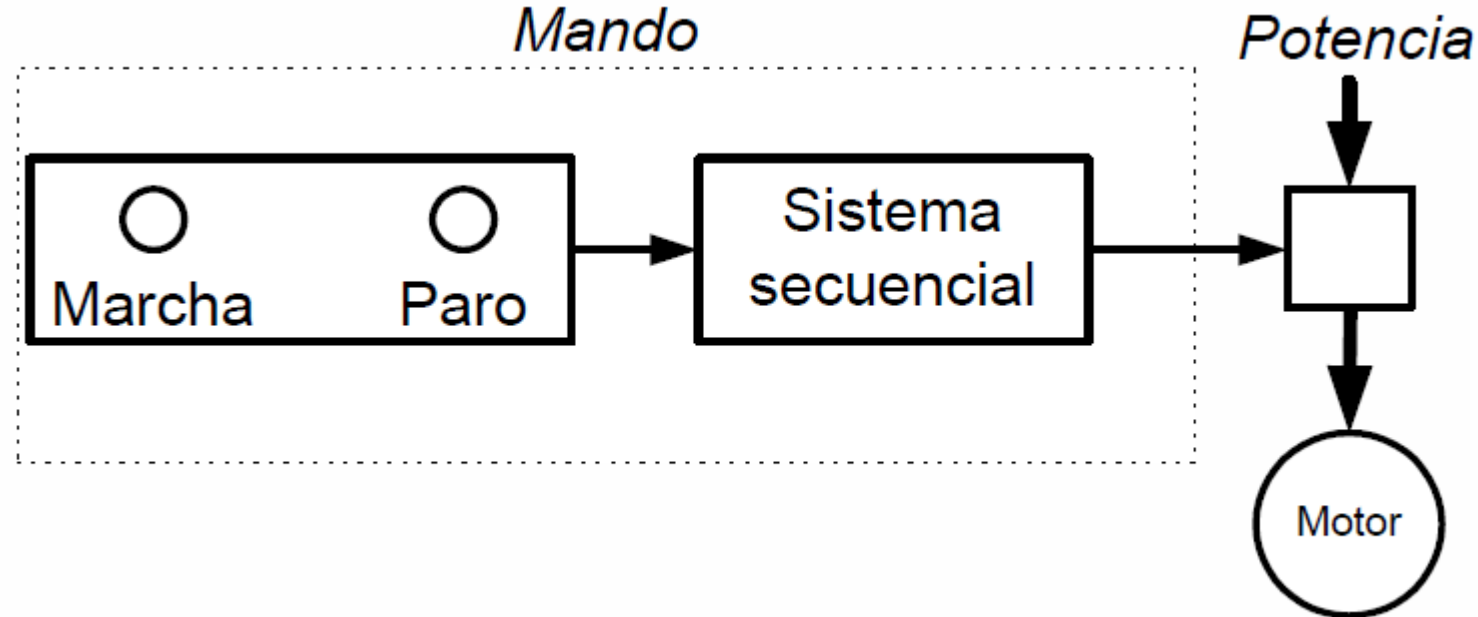 Mando
Potencia
Marcha
Paro
Sistema
secuencial
Motor